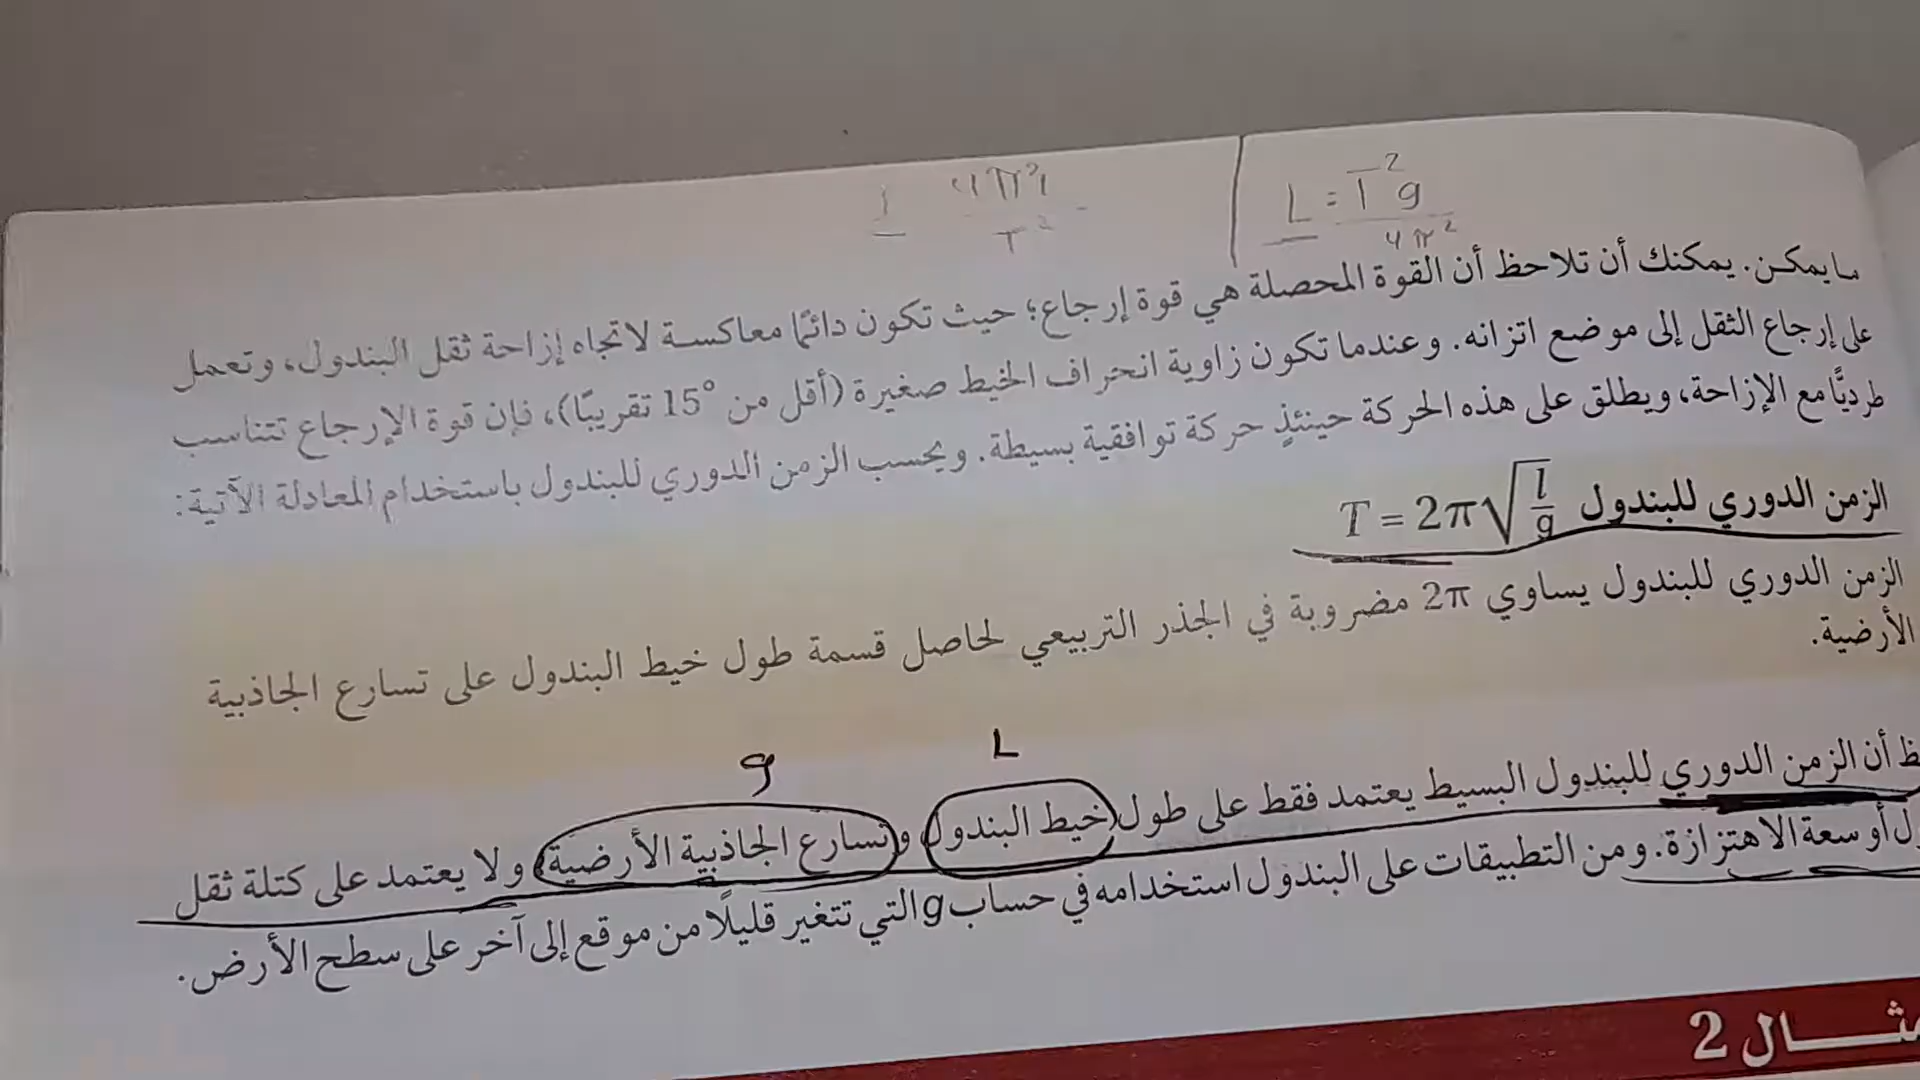 L = T² g / 4π²
4π² / T²
مايمكن. يمكنك أن تلاحظ أن القوة المحصلة هي قوة إرجاع؛ حيث تكون دائمًا معاكسة لاتجاه إزاحة ثقل البندول، وتعمل
على إرجاع الثقل إلى موضع اتزانه. وعندما تكون زاوية انحراف الخيط صغيرة (أقل من 15° تقريبًا)، فإن قوة الإرجاع تتناسب
طرديًّا مع الإزاحة، ويطلق على هذه الحركة حينئذٍ حركة توافقية بسيطة. ويحسب الزمن الدوري للبندول باستخدام المعادلة الآتية:
الزمن الدوري للبندول T = 2π√(l/g)
الزمن الدوري للبندول يساوي 2π مضروبة في الجذر التربيعي لحاصل قسمة طول خيط البندول على تسارع الجاذبية
الأرضية.
L
g
أن الزمن الدوري للبندول البسيط يعتمد فقط على طول خيط البندول وتسارع الجاذبية الأرضية، ولا يعتمد على كتلة ثقل
أو سعة الاهتزازة. ومن التطبيقات على البندول استخدامه في حساب g التي تتغير قليلًا من موقع إلى آخر على سطح الأرض.
2